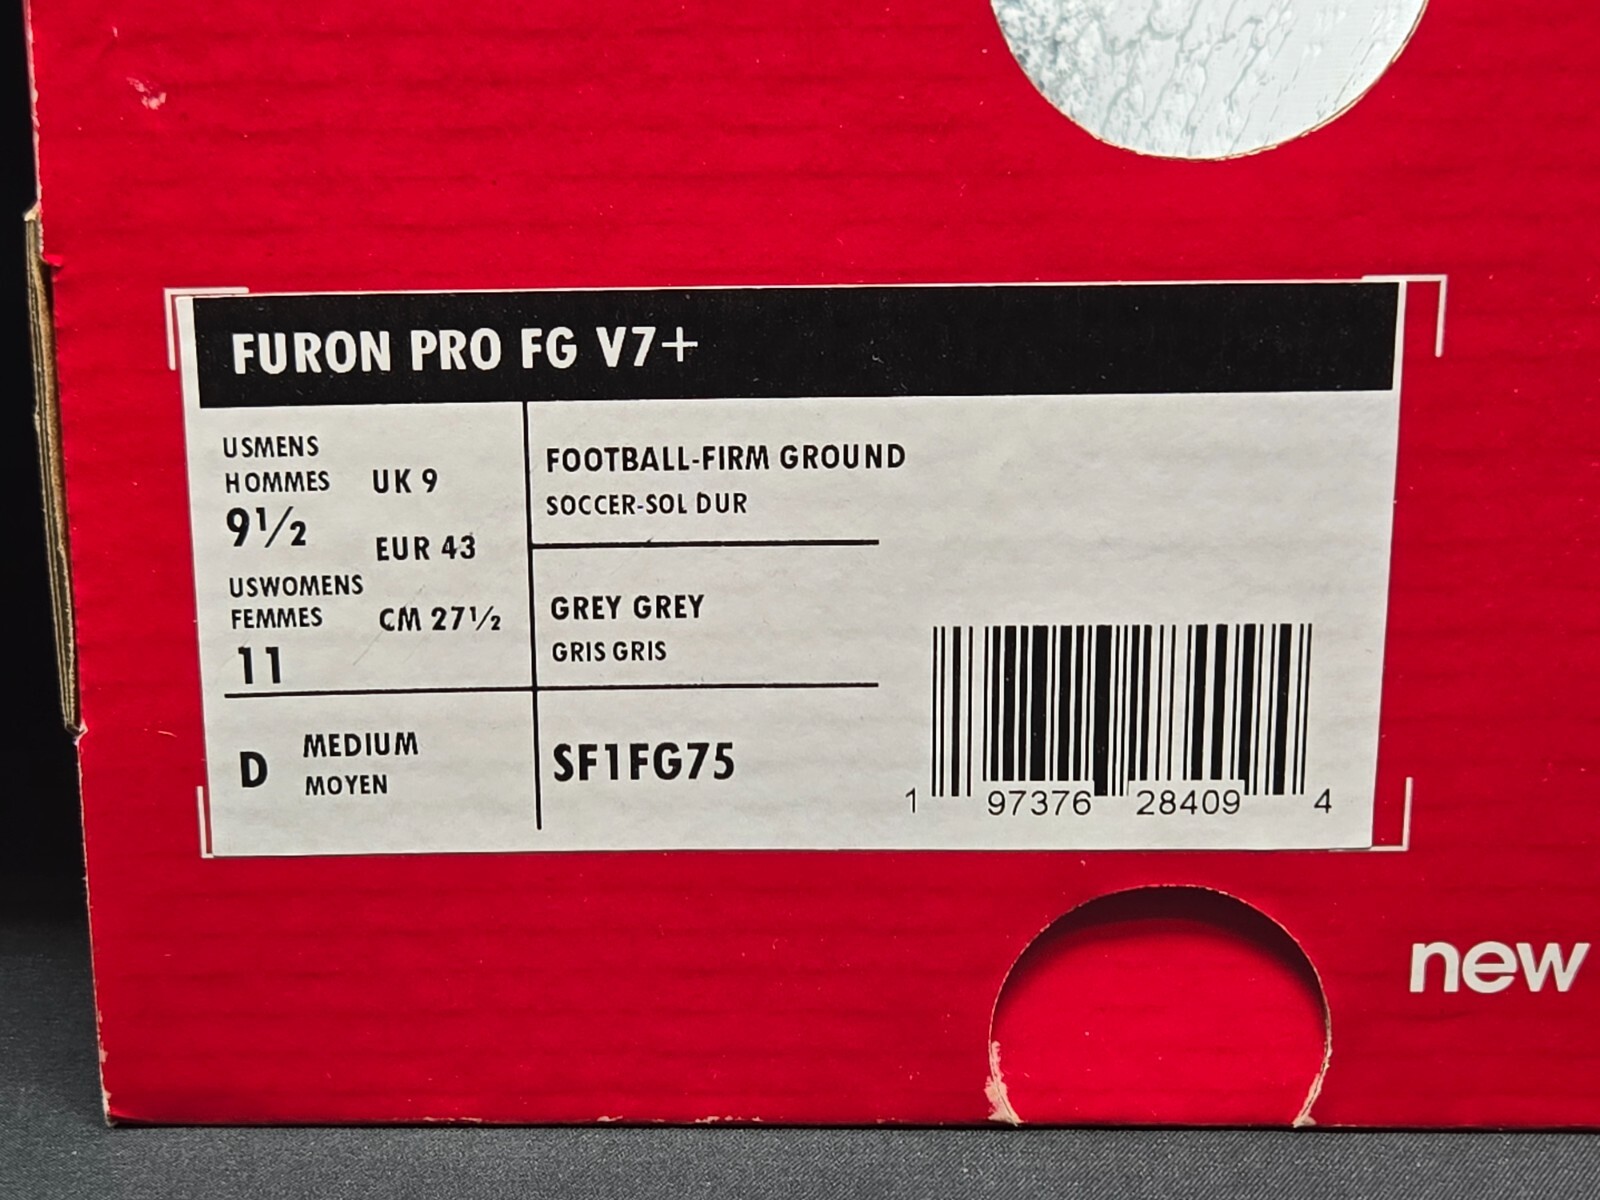 FURON PRO FG V7+
USMENS
HOMMES
9½
UK 9
EUR 43
USWOMENS
FEMMES
11
CM 27½
FOOTBALL-FIRM GROUND
SOCCER-SOL DUR
GREY GREY
GRIS GRIS
D MEDIUM
MOYEN
SF1FG75
1 97376 28409 4
new